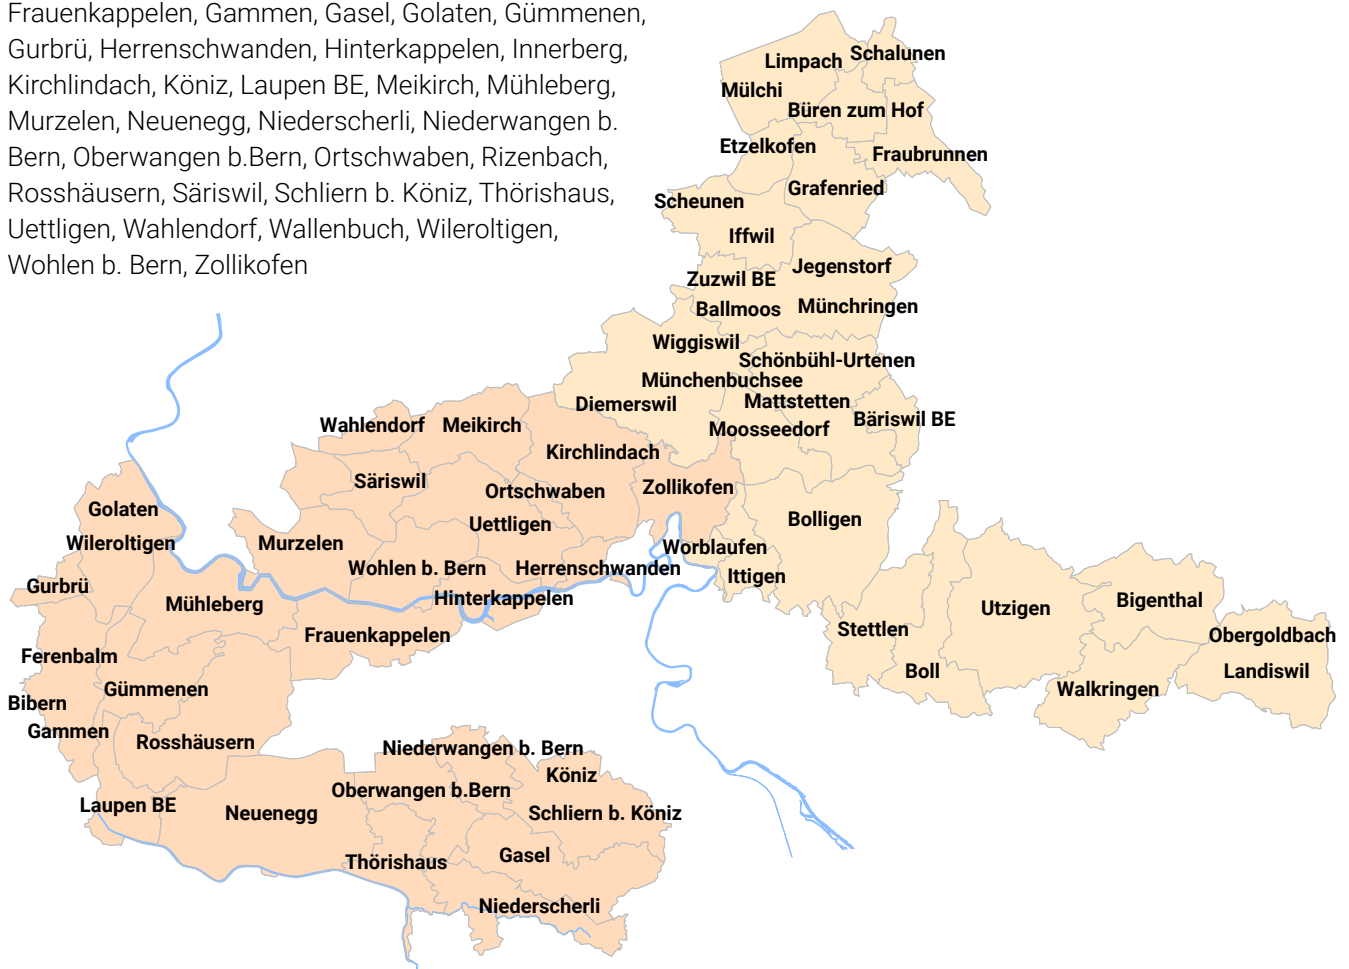 Frauenkappelen, Gammen, Gasel, Golaten, Gümmenen,
Gurbrü, Herrenschwanden, Hinterkappelen, Innerberg,
Kirchlindach, Köniz, Laupen BE, Meikirch, Mühleberg,
Murzelen, Neuenegg, Niederscherli, Niederwangen b.
Bern, Oberwangen b.Bern, Ortschwaben, Rizenbach,
Rosshäusern, Säriswil, Schliern b. Köniz, Thörishaus,
Uettligen, Wahlendorf, Wallenbuch, Wileroltigen,
Wohlen b. Bern, Zollikofen
Limpach
Schalunen
Mülchi
Büren zum Hof
Etzelkofen
Fraubrunnen
Grafenried
Scheunen
Iffwil
Jegenstorf
Zuzwil BE
Ballmoos
Münchringen
Wiggiswil
Schönbühl-Urtenen
Münchenbuchsee
Diemerswil
Mattstetten
Bäriswil BE
Moosseedorf
Wahlendorf
Meikirch
Kirchlindach
Säriswil
Ortschwaben
Zollikofen
Golaten
Bolligen
Uettligen
Wileroltigen
Murzelen
Worblaufen
Wohlen b. Bern
Herrenschwanden
Ittigen
Gurbrü
Hinterkappelen
Mühleberg
Utzigen
Bigenthal
Frauenkappelen
Stettlen
Obergoldbach
Ferenbalm
Boll
Landiswil
Gümmenen
Walkringen
Bibern
Gammen
Rosshäusern
Niederwangen b. Bern
Köniz
Oberwangen b.Bern
Laupen BE
Neuenegg
Schliern b. Köniz
Thörishaus
Gasel
Niederscherli